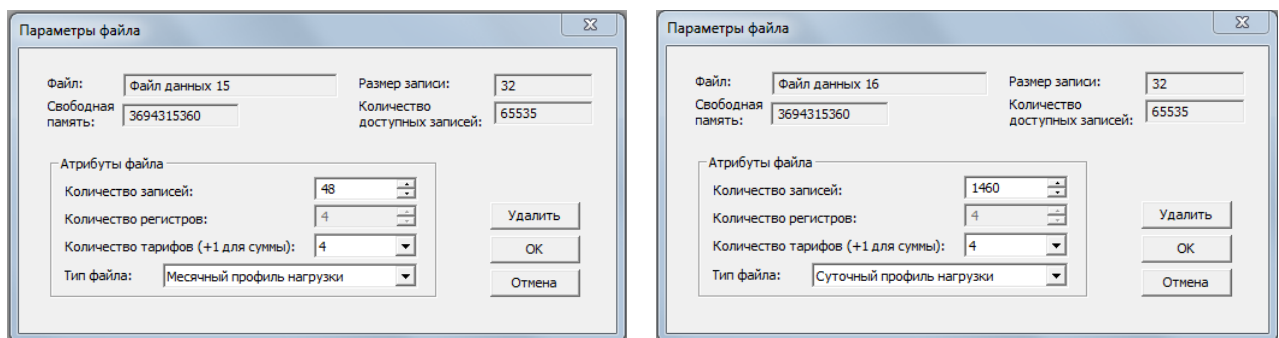 Параметры файла
Файл: Файл данных 15 Размер записи: 32
Свободная память: 3694315360 Количество доступных записей: 65535
Атрибуты файла
Количество записей: 48
Количество регистров: 4 Удалить
Количество тарифов (+1 для суммы): 4 OK
Тип файла: Месячный профиль нагрузки Отмена
Параметры файла
Файл: Файл данных 16 Размер записи: 32
Свободная память: 3694315360 Количество доступных записей: 65535
Атрибуты файла
Количество записей: 1460
Количество регистров: 4 Удалить
Количество тарифов (+1 для суммы): 4 OK
Тип файла: Суточный профиль нагрузки Отмена